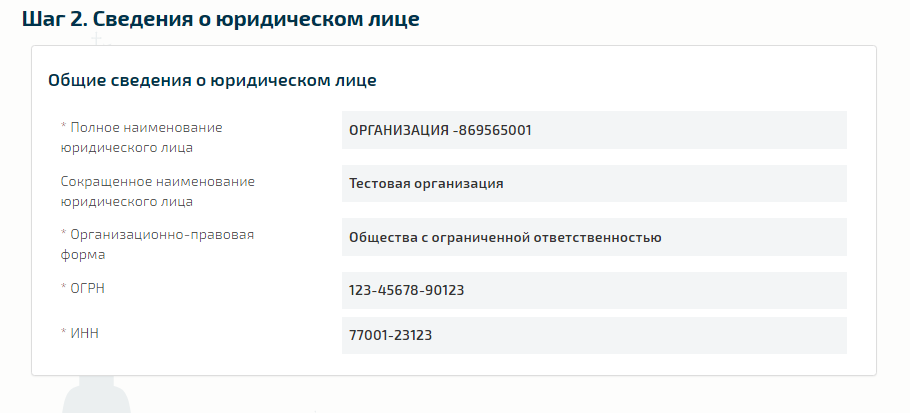 Шаг 2. Сведения о юридическом лице
Общие сведения о юридическом лице
* Полное наименование
юридического лица
ОРГАНИЗАЦИЯ -869565001
Сокращенное наименование
юридического лица
Тестовая организация
* Организационно-правовая
форма
Общества с ограниченной ответственностью
* ОГРН
123-45678-90123
* ИНН
77001-23123